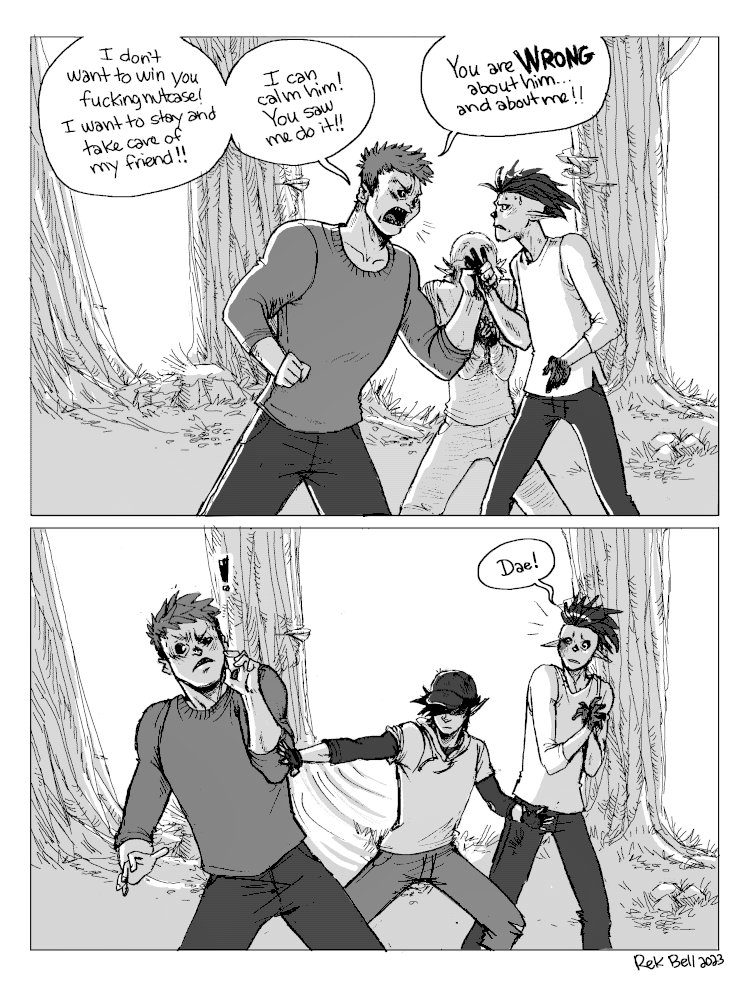 I don't
want to win you
fucking nutcase!
I want to stay and
take care of
my friend!!
I can
calm him!
You saw
me do it!!
You are WRONG
about him...
and about me!!
!
Dae!
Rek Bell 2023